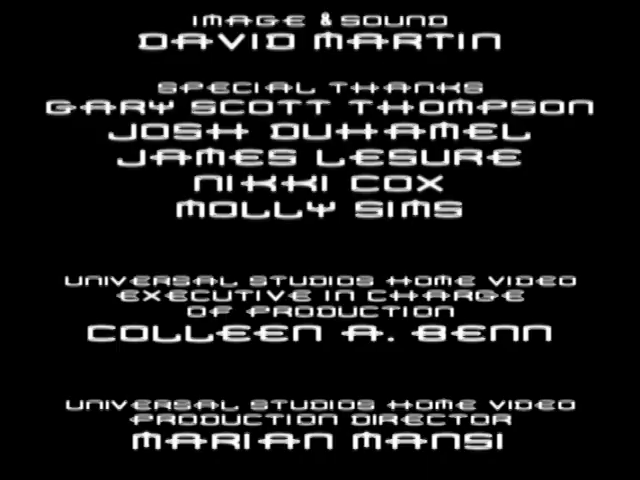 IMAGE & SOUND
DAVID MARTIN
SPECIAL THANKS
GARY SCOTT THOMPSON
JOSH DUHAMEL
JAMES LESURE
NIKKI COX
MOLLY SIMS
UNIVERSAL STUDIOS HOME VIDEO
EXECUTIVE IN CHARGE
OF PRODUCTION
COLLEEN A. BENN
UNIVERSAL STUDIOS HOME VIDEO
PRODUCTION DIRECTOR
MARIAN MANSI